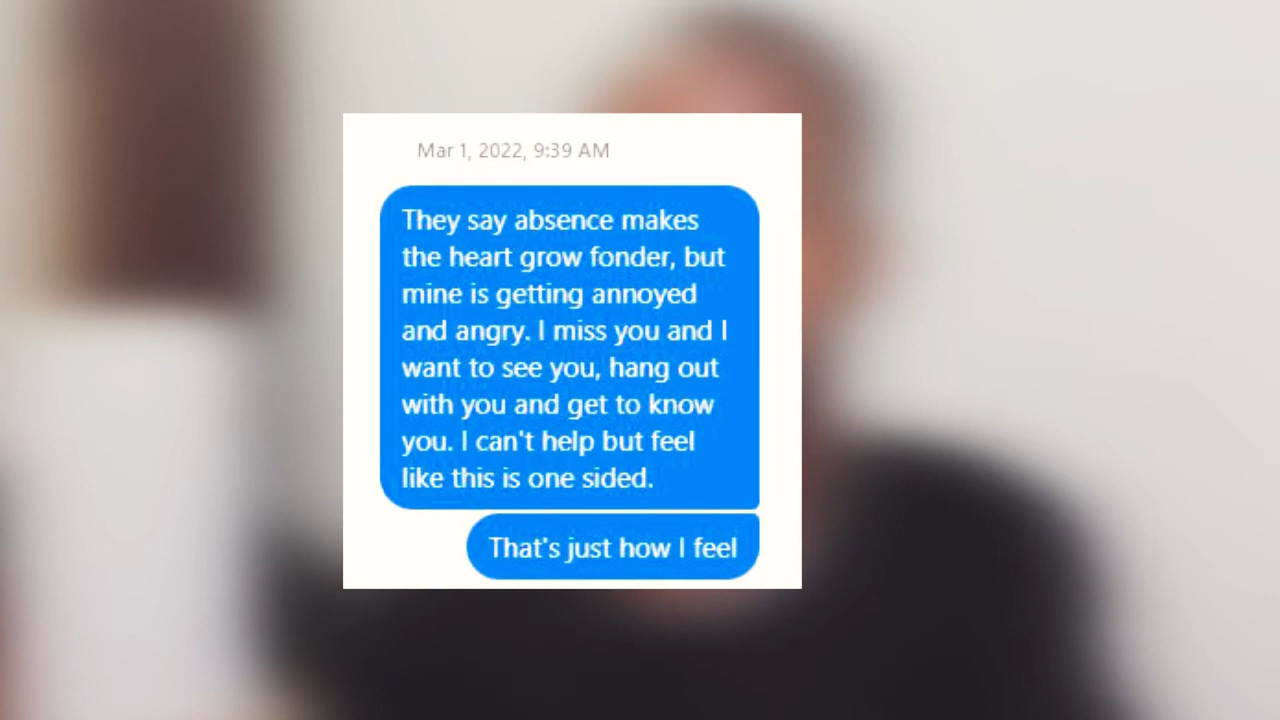 Mar 1, 2022, 9:39 AM
They say absence makes
the heart grow fonder, but
mine is getting annoyed
and angry. I miss you and I
want to see you, hang out
with you and get to know
you. I can't help but feel
like this is one sided.
That's just how I feel